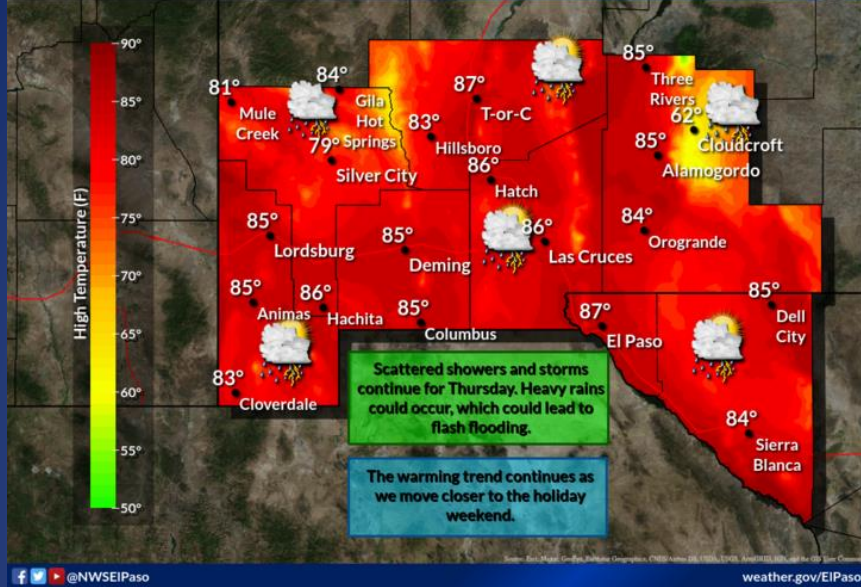 90°
85°
80°
75°
70°
65°
60°
55°
50°
High Temperature (F)
81°
Mule
Creek
84°
Gila
Hot
Springs
79°
Silver City
87°
T-or-C
83°
Hillsboro
86°
Hatch
85°
Three
Rivers
62°
Cloudcroft
85°
Alamogordo
85°
Lordsburg
85°
Deming
86°
Las Cruces
84°
Orogrande
85°
Animas
86°
Hachita
85°
Columbus
87°
El Paso
85°
Dell
City
83°
Cloverdale
84°
Sierra
Blanca
Scattered showers and storms
continue for Thursday. Heavy rains
could occur, which could lead to
flash flooding.
The warming trend continues as
we move closer to the holiday
weekend.
@NWSElPaso
weather.gov/ElPaso